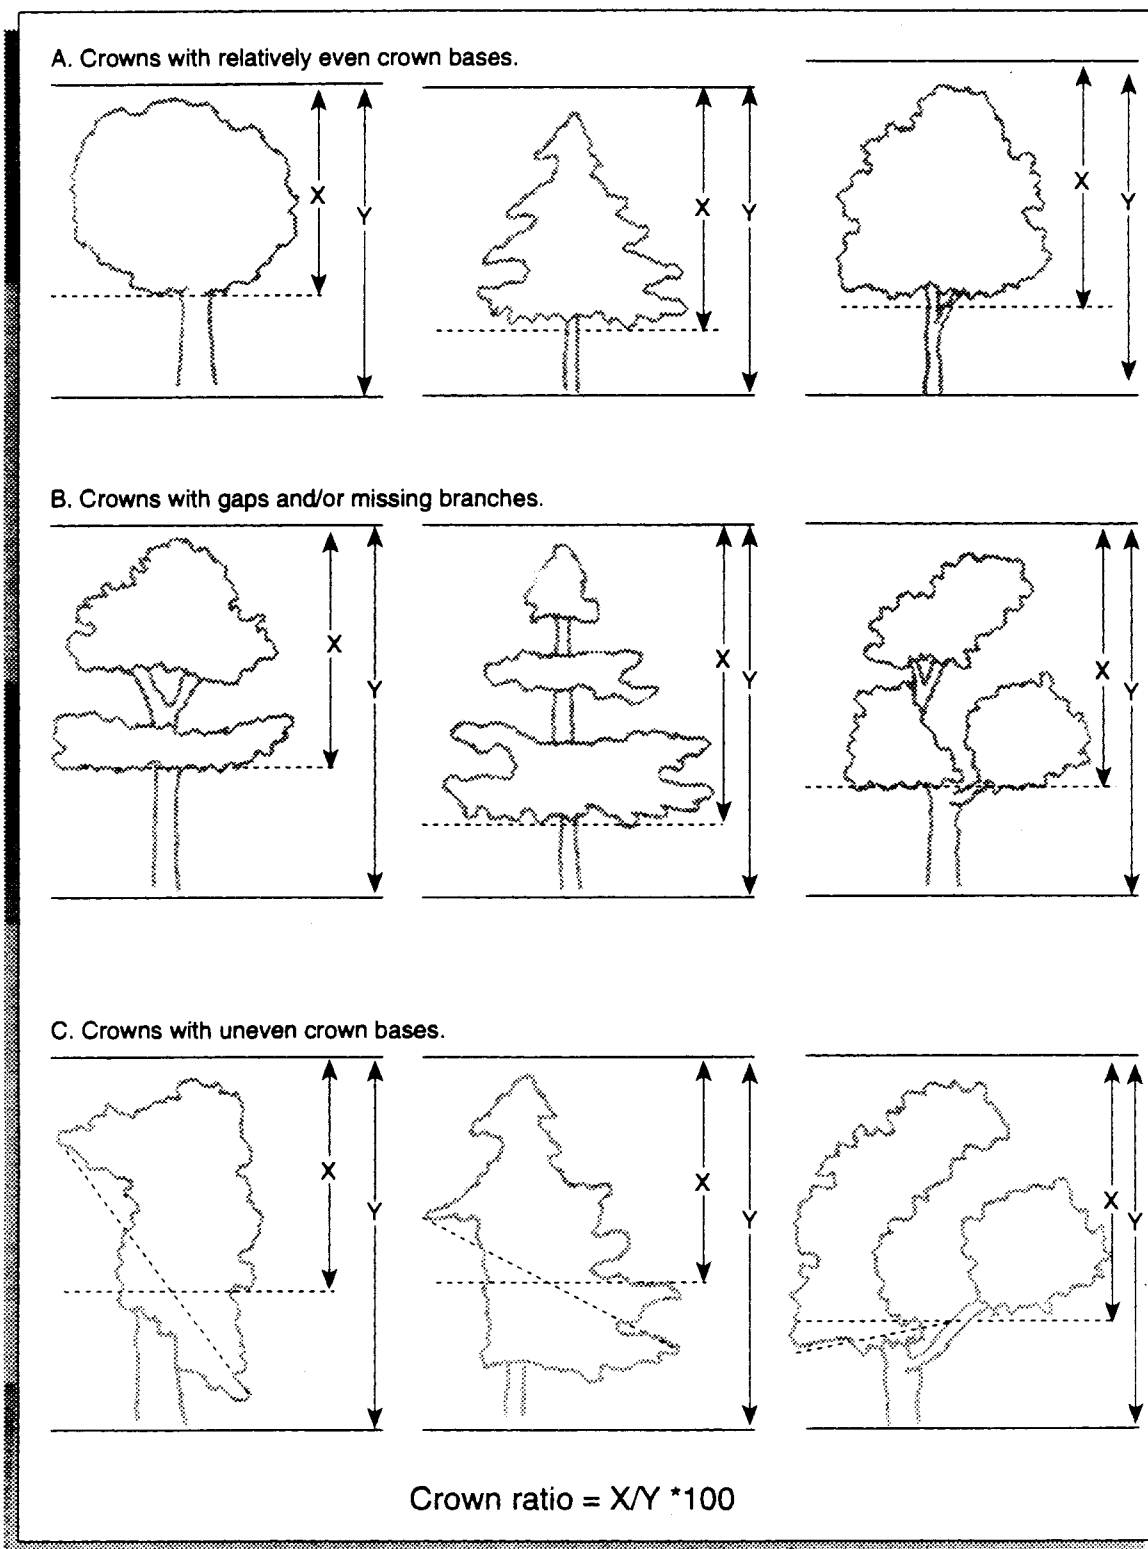 A. Crowns with relatively even crown bases.
X
Y
X
Y
X
Y
B. Crowns with gaps and/or missing branches.
X
Y
X
Y
X
Y
C. Crowns with uneven crown bases.
X
Y
X
Y
X
Y
Crown ratio = X/Y *100